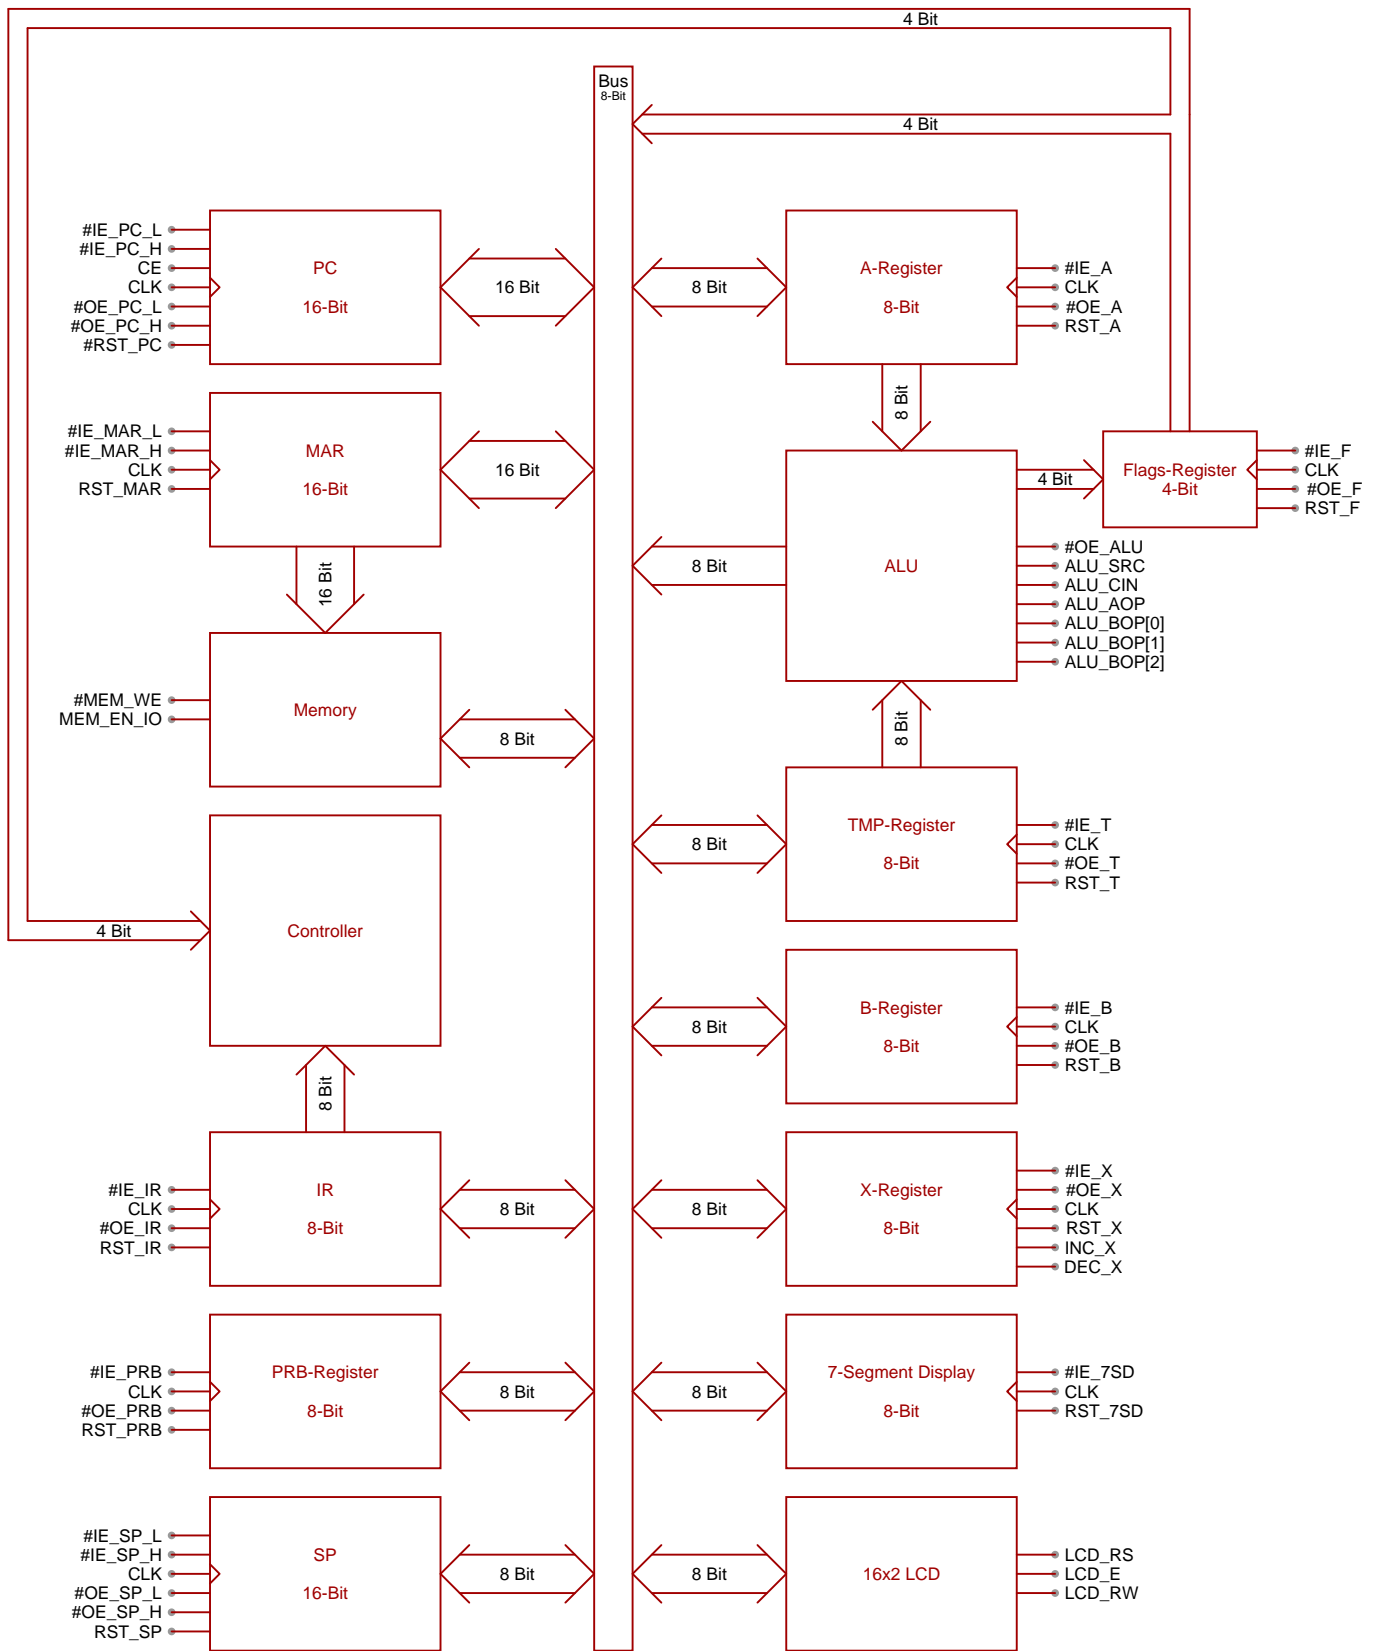 4 Bit
Bus
8-Bit
4 Bit
#IE_PC_L
#IE_PC_H
CE
CLK
#OE_PC_L
#OE_PC_H
#RST_PC
PC
16-Bit
16 Bit
8 Bit
A-Register
8-Bit
#IE_A
CLK
#OE_A
RST_A
8 Bit
#IE_MAR_L
#IE_MAR_H
CLK
RST_MAR
MAR
16-Bit
16 Bit
16 Bit
4 Bit
Flags-Register
4-Bit
#IE_F
CLK
#OE_F
RST_F
8 Bit
ALU
#OE_ALU
ALU_SRC
ALU_CIN
ALU_AOP
ALU_BOP[0]
ALU_BOP[1]
ALU_BOP[2]
#MEM_WE
MEM_EN_IO
Memory
8 Bit
8 Bit
8 Bit
TMP-Register
8-Bit
#IE_T
CLK
#OE_T
RST_T
4 Bit
Controller
8 Bit
8 Bit
B-Register
8-Bit
#IE_B
CLK
#OE_B
RST_B
#IE_IR
CLK
#OE_IR
RST_IR
IR
8-Bit
8 Bit
8 Bit
X-Register
8-Bit
#IE_X
#OE_X
CLK
RST_X
INC_X
DEC_X
#IE_PRB
CLK
#OE_PRB
RST_PRB
PRB-Register
8-Bit
8 Bit
8 Bit
7-Segment Display
8-Bit
#IE_7SD
CLK
RST_7SD
#IE_SP_L
#IE_SP_H
CLK
#OE_SP_L
#OE_SP_H
RST_SP
SP
16-Bit
8 Bit
8 Bit
16x2 LCD
LCD_RS
LCD_E
LCD_RW